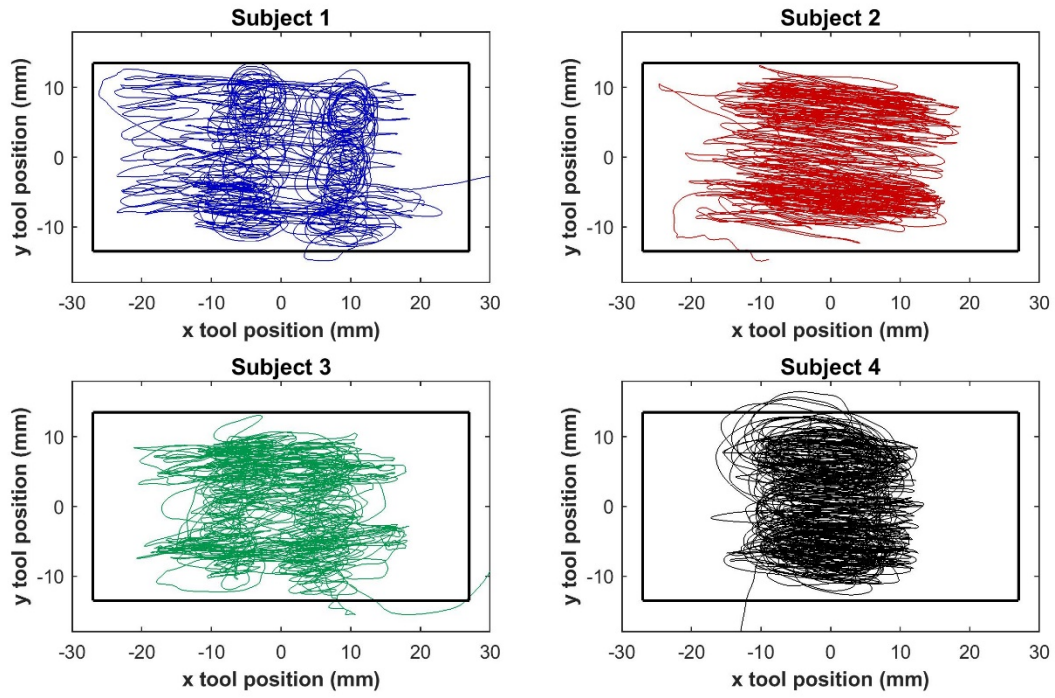 Subject 1
10
0
-10
y tool position (mm)
-30 -20 -10 0 10 20 30
x tool position (mm)
Subject 2
10
0
-10
y tool position (mm)
-30 -20 -10 0 10 20 30
x tool position (mm)
Subject 3
10
0
-10
y tool position (mm)
-30 -20 -10 0 10 20 30
x tool position (mm)
Subject 4
10
0
-10
y tool position (mm)
-30 -20 -10 0 10 20 30
x tool position (mm)